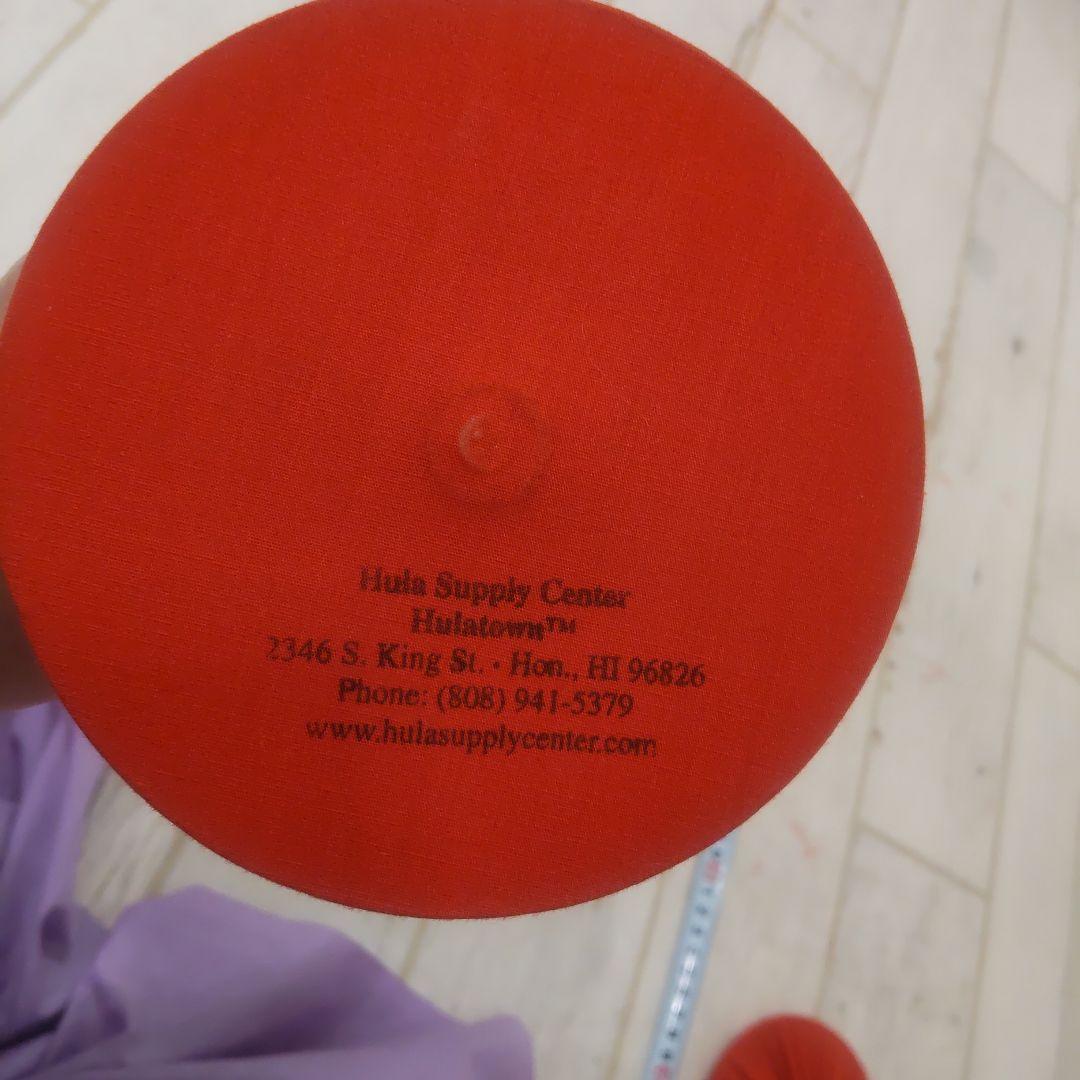 Hula Supply Center
Hulatown™
2346 S. King St. · Hon., HI 96826
Phone: (808) 941-5379
www.hulasupplycenter.com